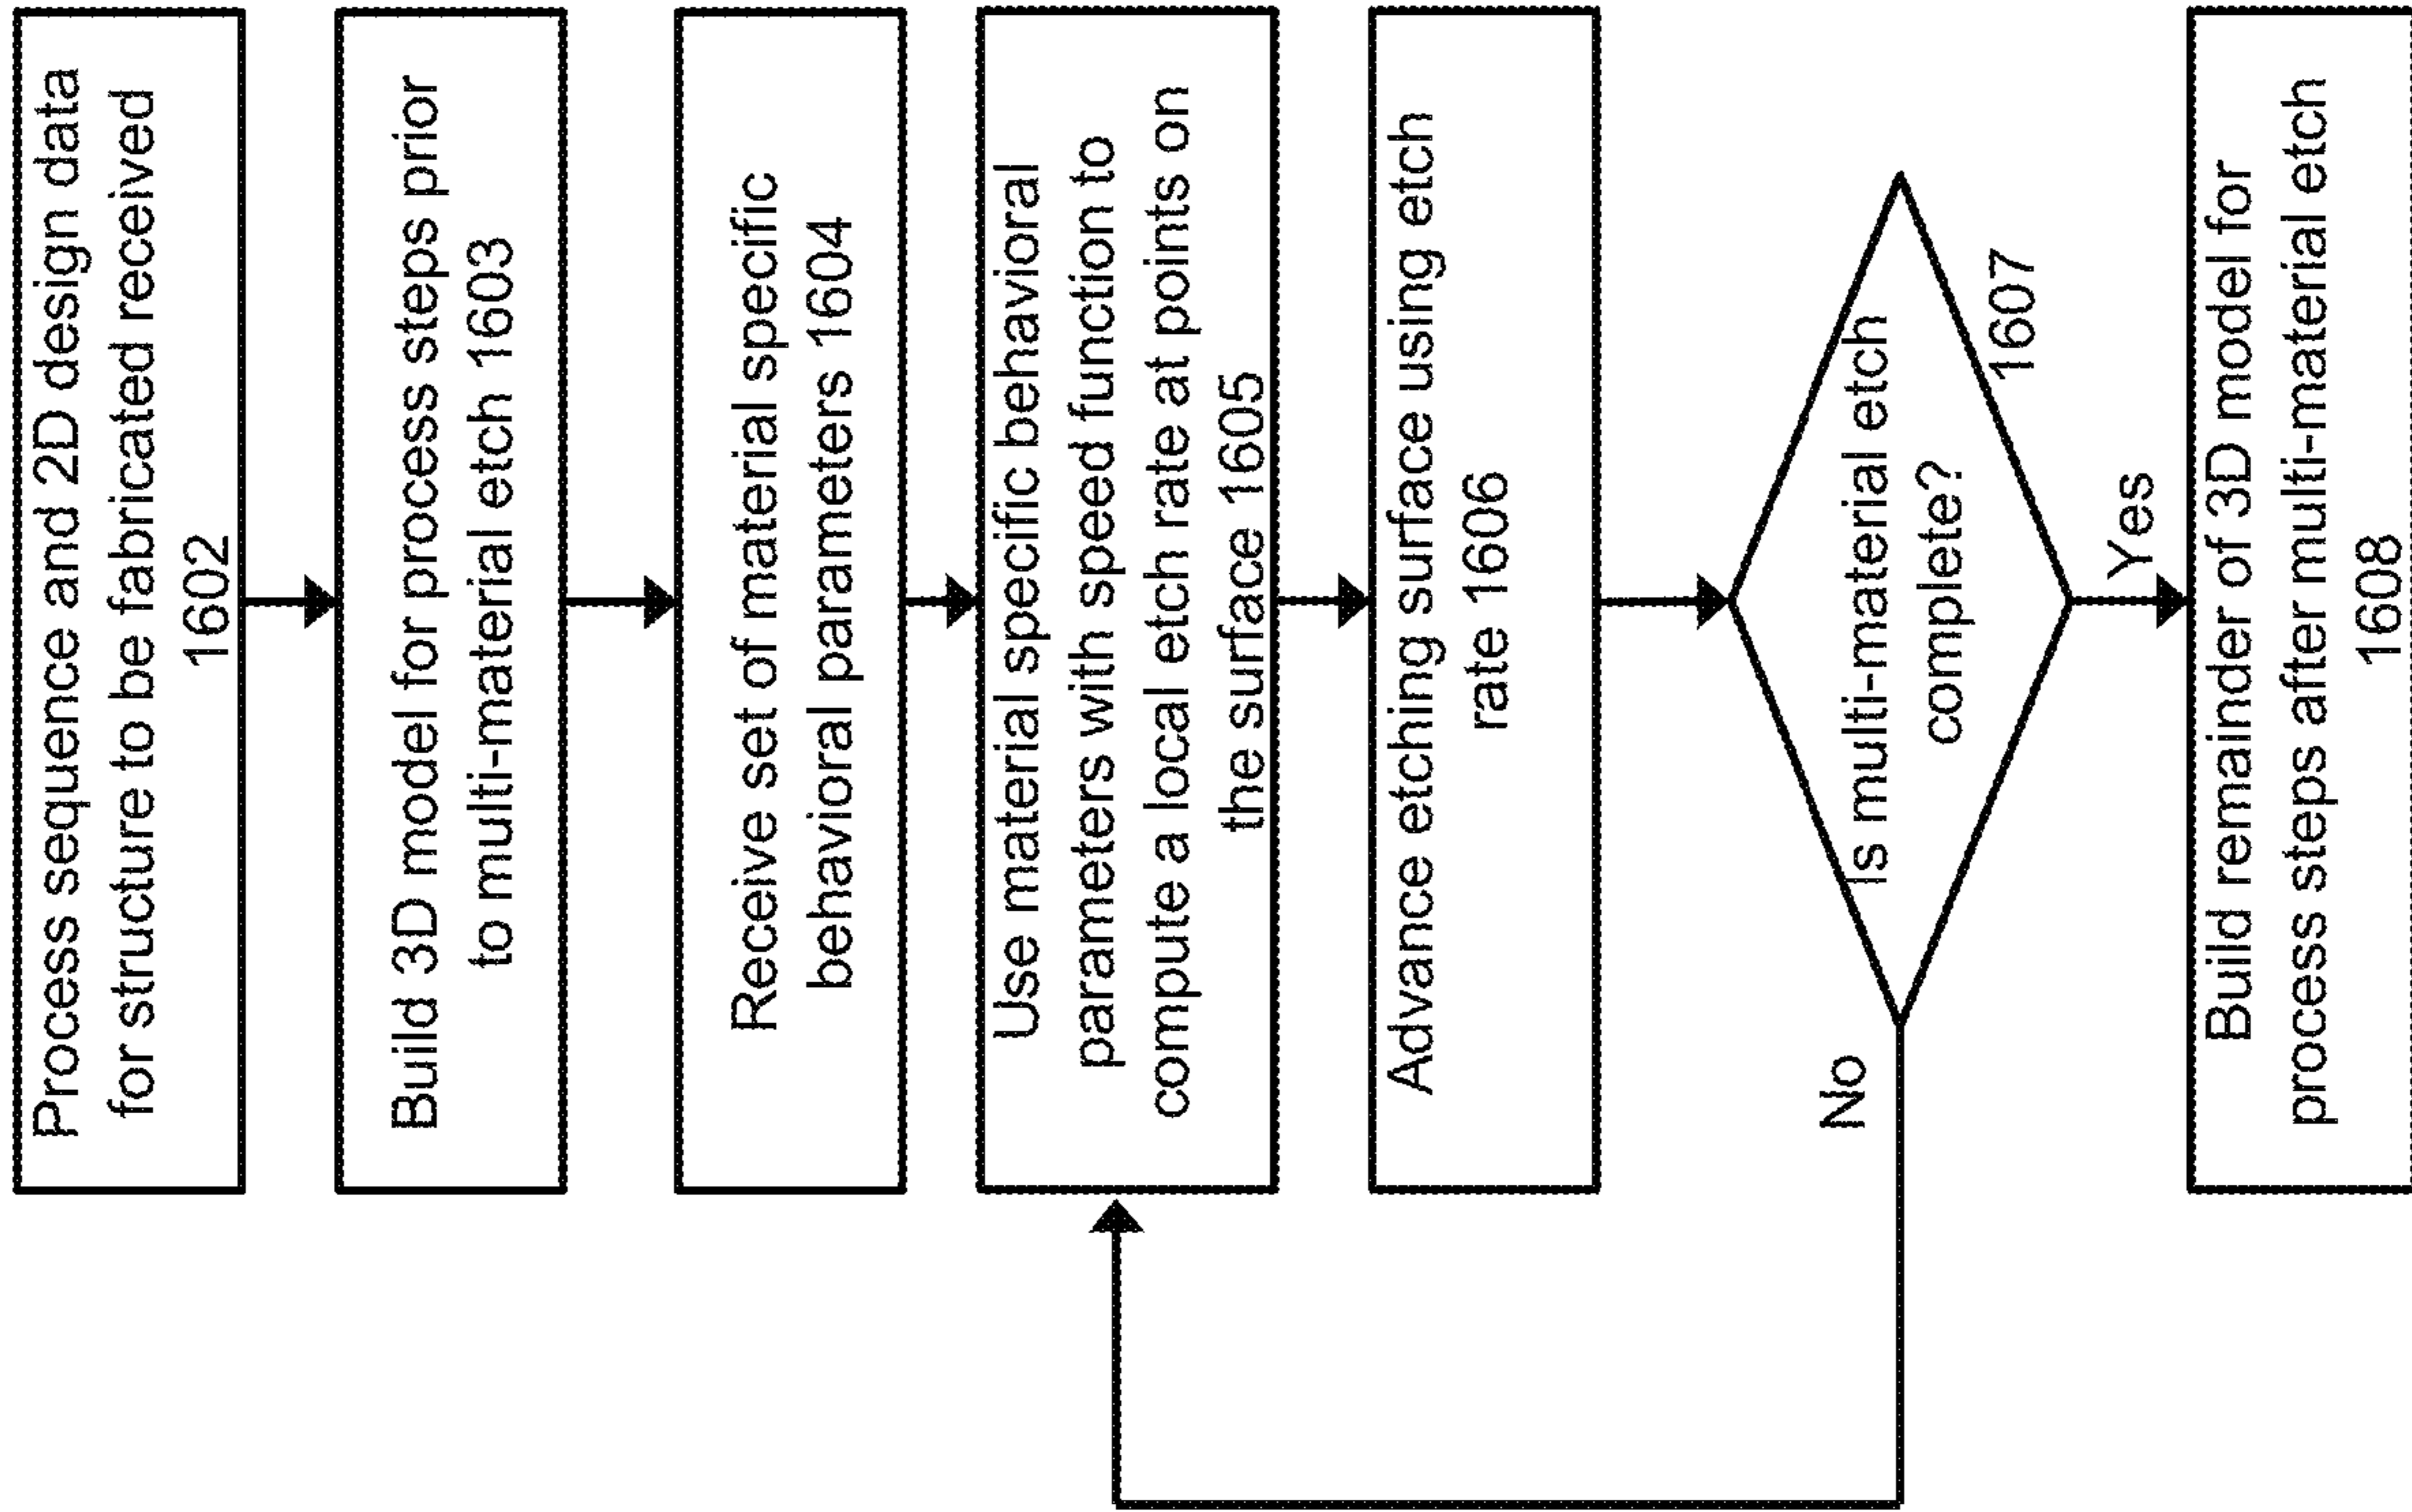 Process sequence and 2D design data
for structure to be fabricated received
1602
Build 3D model for process steps prior
to multi-material etch 1603
Receive set of material specific
behavioral parameters 1604
Use material specific behavioral
parameters with speed function to
compute a local etch rate at points on
the surface 1605
Advance etching surface using etch
rate 1606
Is multi-material etch
complete?
1607
No
Yes
Build remainder of 3D model for
process steps after multi-material etch
1608